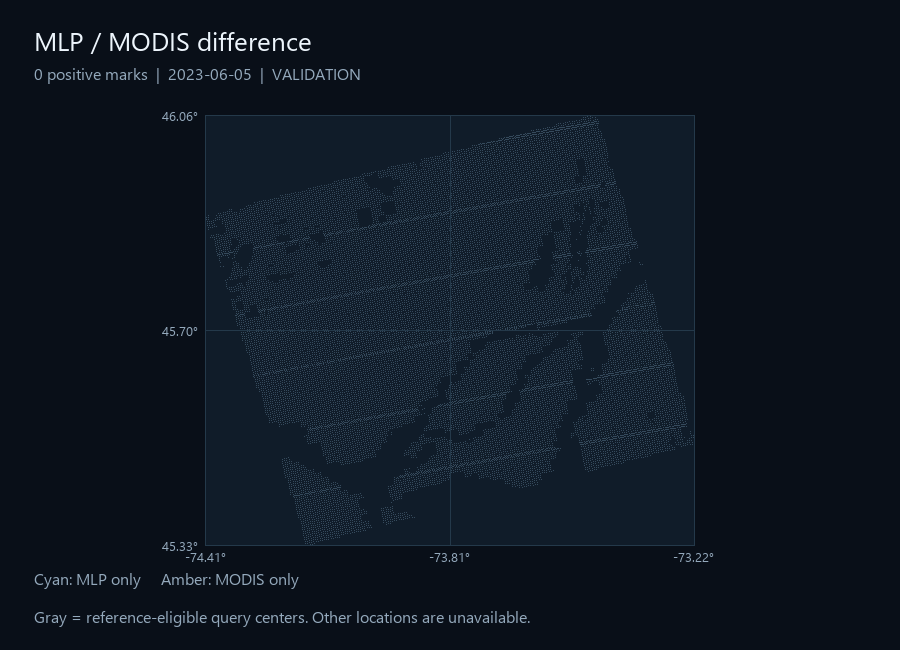 MLP / MODIS difference
0 positive marks | 2023-06-05 | VALIDATION
46.06°
45.70°
45.33°
-74.41° -73.81° -73.22°
Cyan: MLP only Amber: MODIS only
Gray = reference-eligible query centers. Other locations are unavailable.